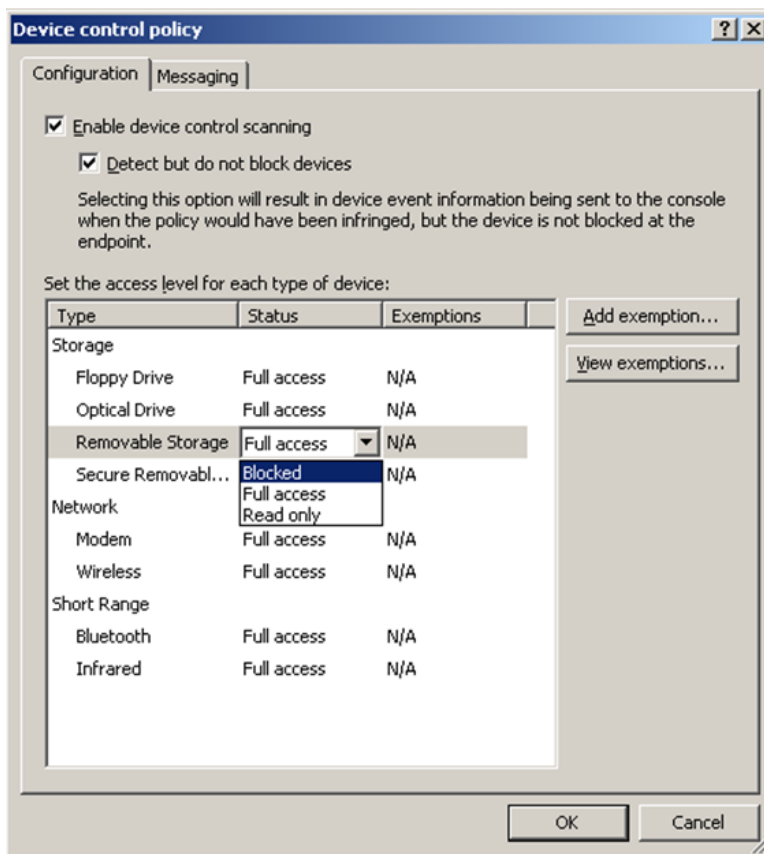 Device control policy
Configuration
Messaging
Enable device control scanning
Detect but do not block devices
Selecting this option will result in device event information being sent to the console
when the policy would have been infringed, but the device is not blocked at the
endpoint.
Set the access level for each type of device:
Type Status Exemptions
Add exemption...
View exemptions...
Storage
Floppy Drive Full access N/A
Optical Drive Full access N/A
Removable Storage Full access N/A
Secure Removabl... N/A
Blocked
Full access
Read only
Network
Modem Full access N/A
Wireless Full access N/A
Short Range
Bluetooth Full access N/A
Infrared Full access N/A
OK
Cancel